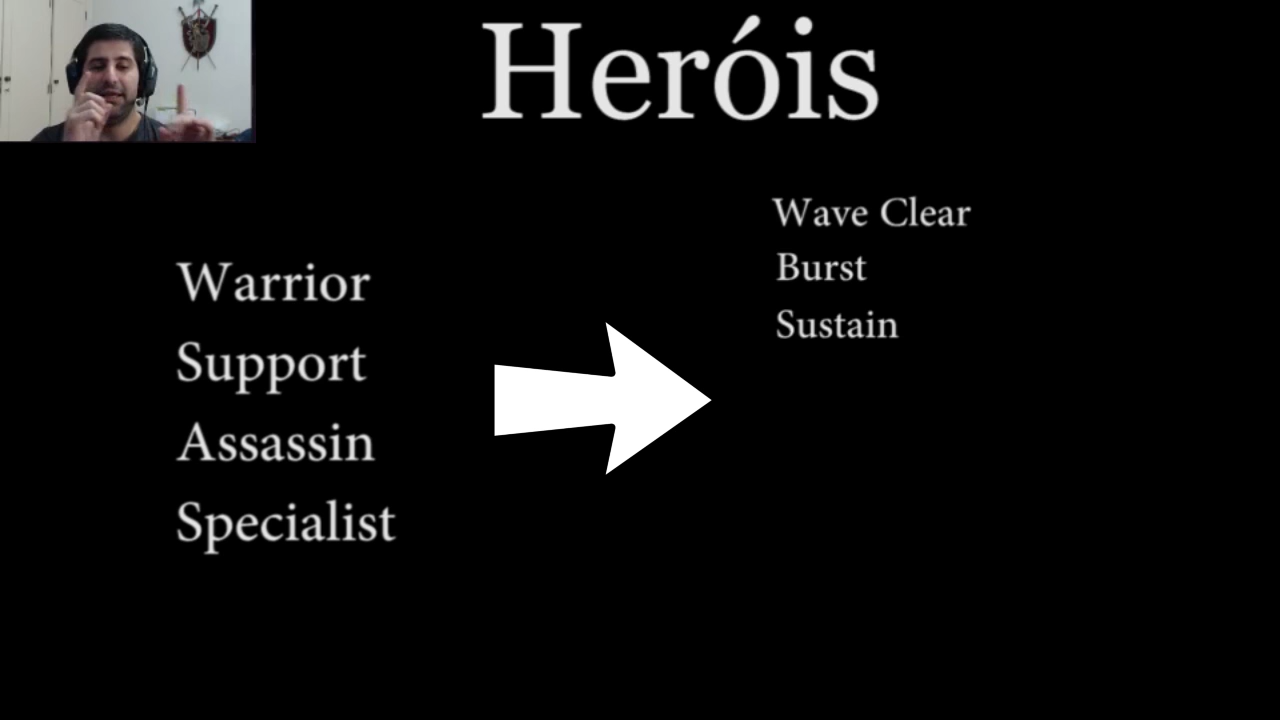 Heróis
Warrior
Support
Assassin
Specialist
Wave Clear
Burst
Sustain